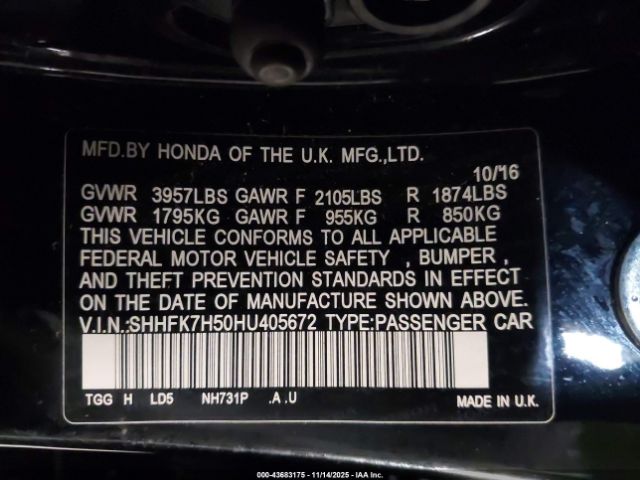 MFD.BY HONDA OF THE U.K. MFG.,LTD.
10/16
GVWR 3957LBS GAWR F 2105LBS R 1874LBS
GVWR 1795KG GAWR F 955KG R 850KG
THIS VEHICLE CONFORMS TO ALL APPLICABLE
FEDERAL MOTOR VEHICLE SAFETY , BUMPER ,
AND THEFT PREVENTION STANDARDS IN EFFECT
ON THE DATE OF MANUFACTURE SHOWN ABOVE.
V.I.N.:SHHFK7H50HU405672 TYPE:PASSENGER CAR
TGG H LD5 NH731P .A .U MADE IN U.K.
000-43683175 | 11/14/2025 | IAA Inc.